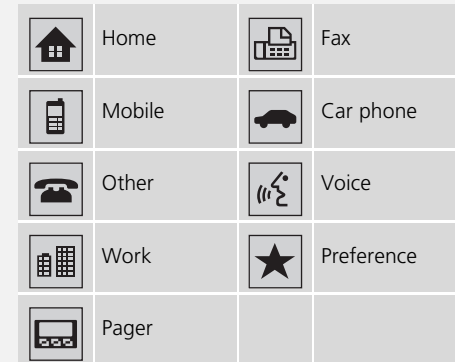 Home
Fax
Mobile
Car phone
Other
Voice
Work
Preference
Pager